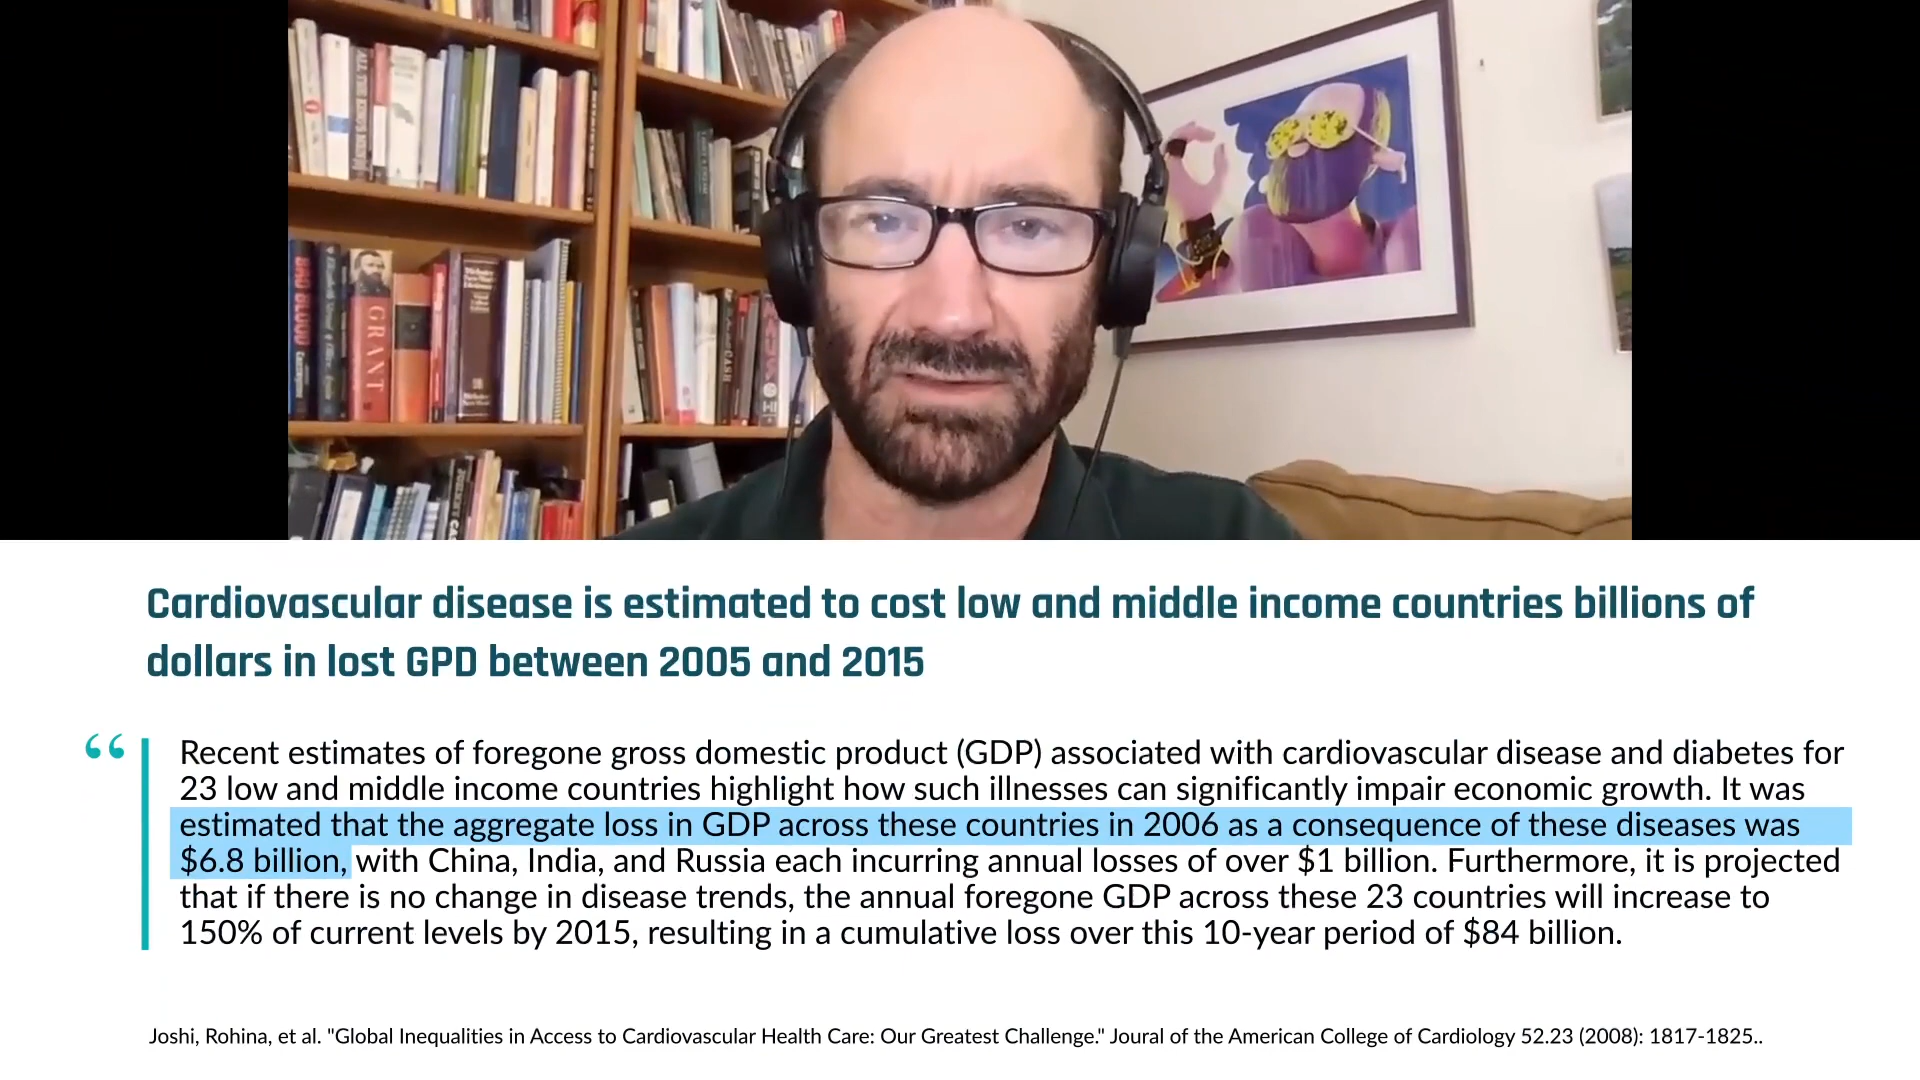 BAD BLOOD
GRANT
CASH
Cardiovascular disease is estimated to cost low and middle income countries billions of
dollars in lost GPD between 2005 and 2015
“
Recent estimates of foregone gross domestic product (GDP) associated with cardiovascular disease and diabetes for
23 low and middle income countries highlight how such illnesses can significantly impair economic growth. It was
estimated that the aggregate loss in GDP across these countries in 2006 as a consequence of these diseases was
$6.8 billion, with China, India, and Russia each incurring annual losses of over $1 billion. Furthermore, it is projected
that if there is no change in disease trends, the annual foregone GDP across these 23 countries will increase to
150% of current levels by 2015, resulting in a cumulative loss over this 10-year period of $84 billion.
Joshi, Rohina, et al. "Global Inequalities in Access to Cardiovascular Health Care: Our Greatest Challenge." Joural of the American College of Cardiology 52.23 (2008): 1817-1825..